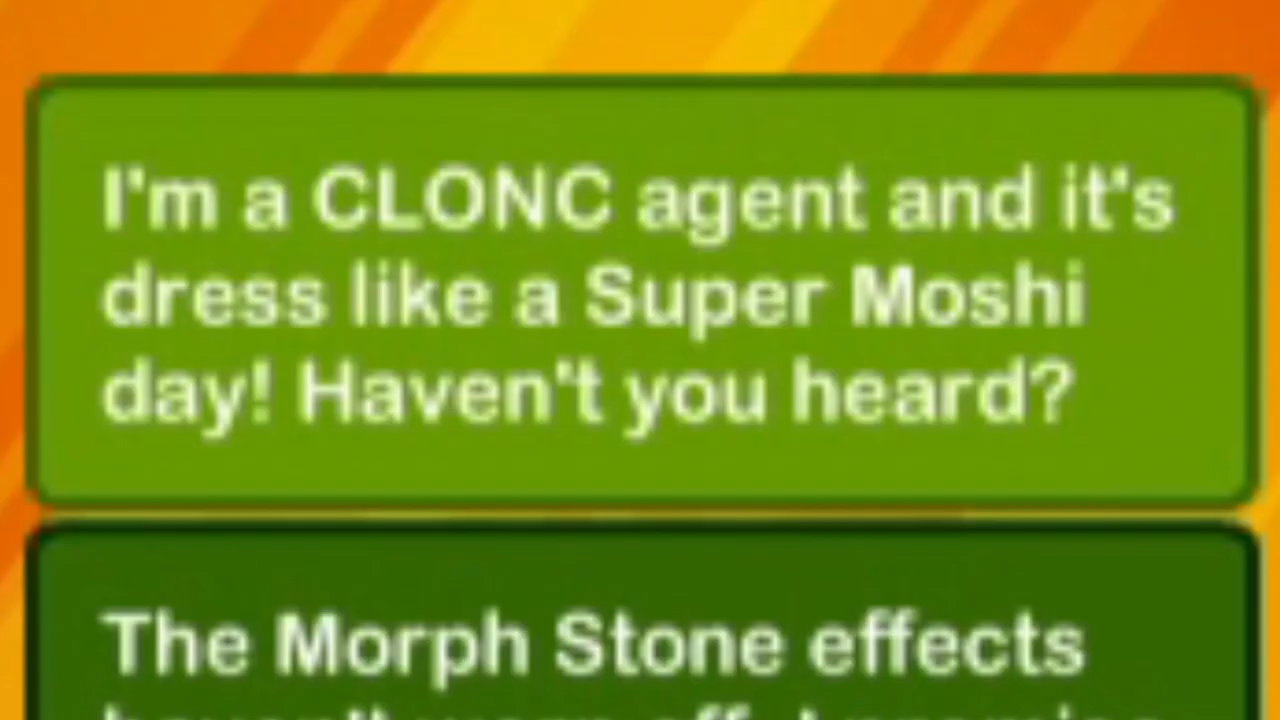 I'm a CLONC agent and it's
dress like a Super Moshi
day! Haven't you heard?
The Morph Stone effects